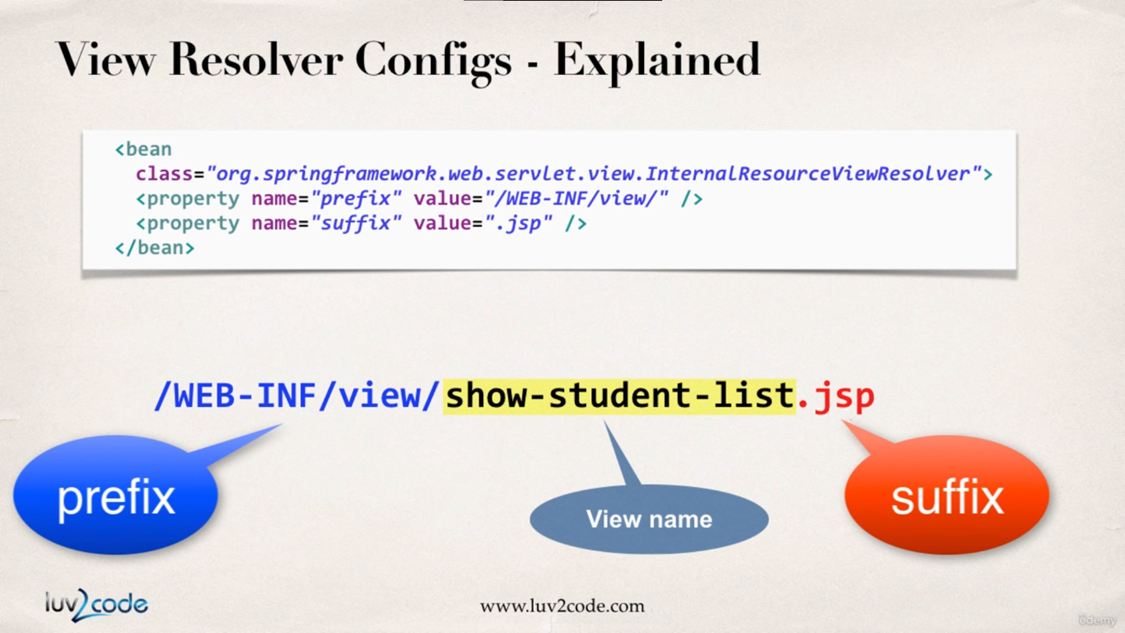 View Resolver Configs - Explained
<bean
class="org.springframework.web.servlet.view.InternalResourceViewResolver">
<property name="prefix" value="/WEB-INF/view/" />
<property name="suffix" value=".jsp" />
</bean>
/WEB-INF/view/show-student-list.jsp
prefix
View name
suffix
luv2code
www.luv2code.com
ûdemy